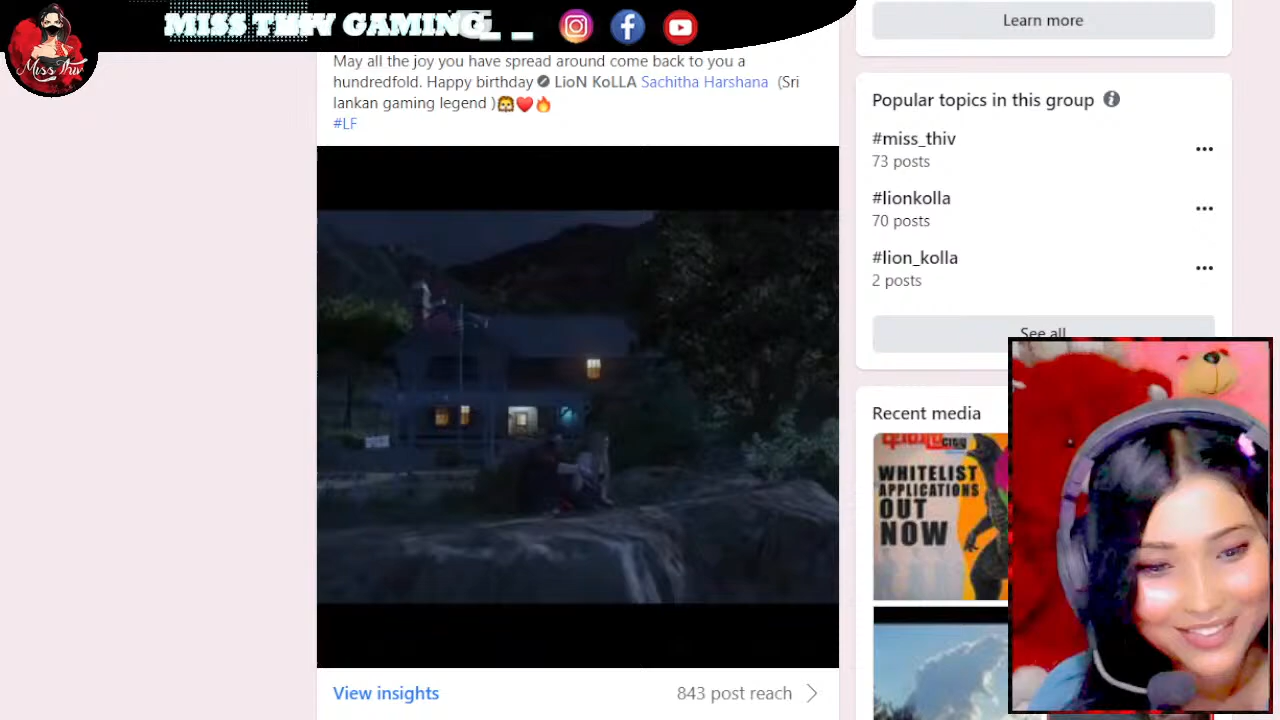 MISS THIV GAMING_ _
Miss Thiv
May all the joy you have spread around come back to you a
hundredfold. Happy birthday LioN KoLLA Sachitha Harshana (Sri
lankan gaming legend )🦁❤️🔥
#LF
View insights
843 post reach
Learn more
Popular topics in this group
#miss_thiv
73 posts
#lionkolla
70 posts
#lion_kolla
2 posts
See all
Recent media
CITY
WHITELIST
APPLICATIONS
OUT
NOW